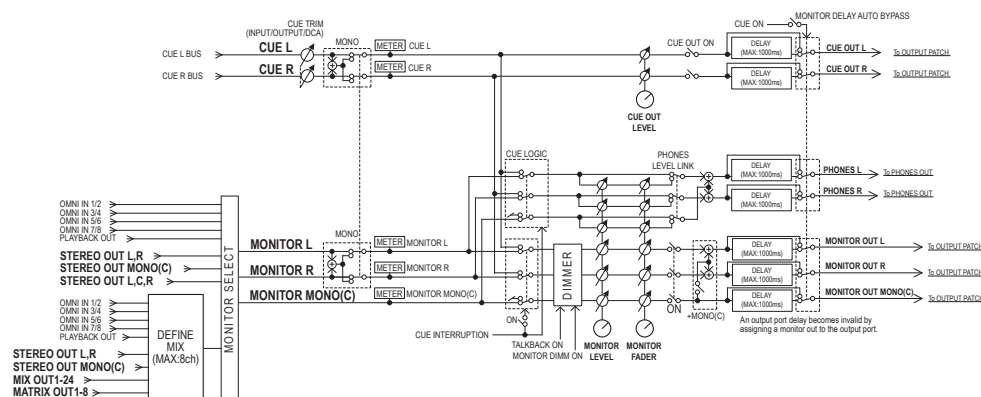 CUE TRIM
(INPUT/OUTPUT/DCA)
MONO
CUE ON
MONITOR DELAY AUTO BYPASS
CUE L BUS
CUE L
METER CUE L
CUE OUT ON
DELAY
(MAX:1000ms)
CUE OUT L
To OUTPUT PATCH
CUE R BUS
CUE R
METER CUE R
DELAY
(MAX:1000ms)
CUE OUT R
To OUTPUT PATCH
CUE OUT
LEVEL
CUE LOGIC
PHONES
LEVEL LINK
DELAY
(MAX:1000ms)
PHONES L
To PHONES OUT
DELAY
(MAX:1000ms)
PHONES R
To PHONES OUT
OMNI IN 1/2
OMNI IN 3/4
OMNI IN 5/6
OMNI IN 7/8
PLAYBACK OUT
STEREO OUT L,R
STEREO OUT MONO(C)
STEREO OUT L,C,R
MONITOR SELECT
MONO
MONITOR L
METER MONITOR L
MONITOR R
METER MONITOR R
MONITOR MONO(C)
METER MONITOR MONO(C)
DIMMER
DELAY
(MAX:1000ms)
MONITOR OUT L
To OUTPUT PATCH
DELAY
(MAX:1000ms)
MONITOR OUT R
To OUTPUT PATCH
DELAY
(MAX:1000ms)
MONITOR OUT MONO(C)
To OUTPUT PATCH
ON
ON
+MONO(C)
An output port delay becomes invalid by
assigning a monitor out to the output port.
CUE INTERRUPTION
TALKBACK ON
MONITOR DIMM ON
MONITOR
LEVEL
MONITOR
FADER
OMNI IN 1/2
OMNI IN 3/4
OMNI IN 5/6
OMNI IN 7/8
PLAYBACK OUT
STEREO OUT L,R
STEREO OUT MONO(C)
MIX OUT1-24
MATRIX OUT1-8
DEFINE
MIX
(MAX:8ch)